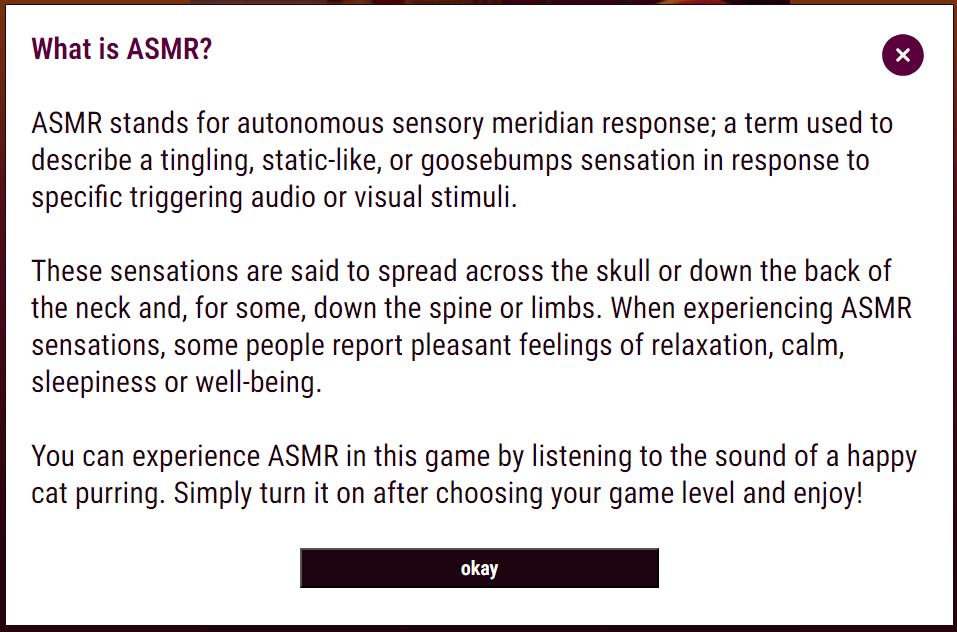 What is ASMR?
ASMR stands for autonomous sensory meridian response; a term used to
describe a tingling, static-like, or goosebumps sensation in response to
specific triggering audio or visual stimuli.
These sensations are said to spread across the skull or down the back of
the neck and, for some, down the spine or limbs. When experiencing ASMR
sensations, some people report pleasant feelings of relaxation, calm,
sleepiness or well-being.
You can experience ASMR in this game by listening to the sound of a happy
cat purring. Simply turn it on after choosing your game level and enjoy!
okay